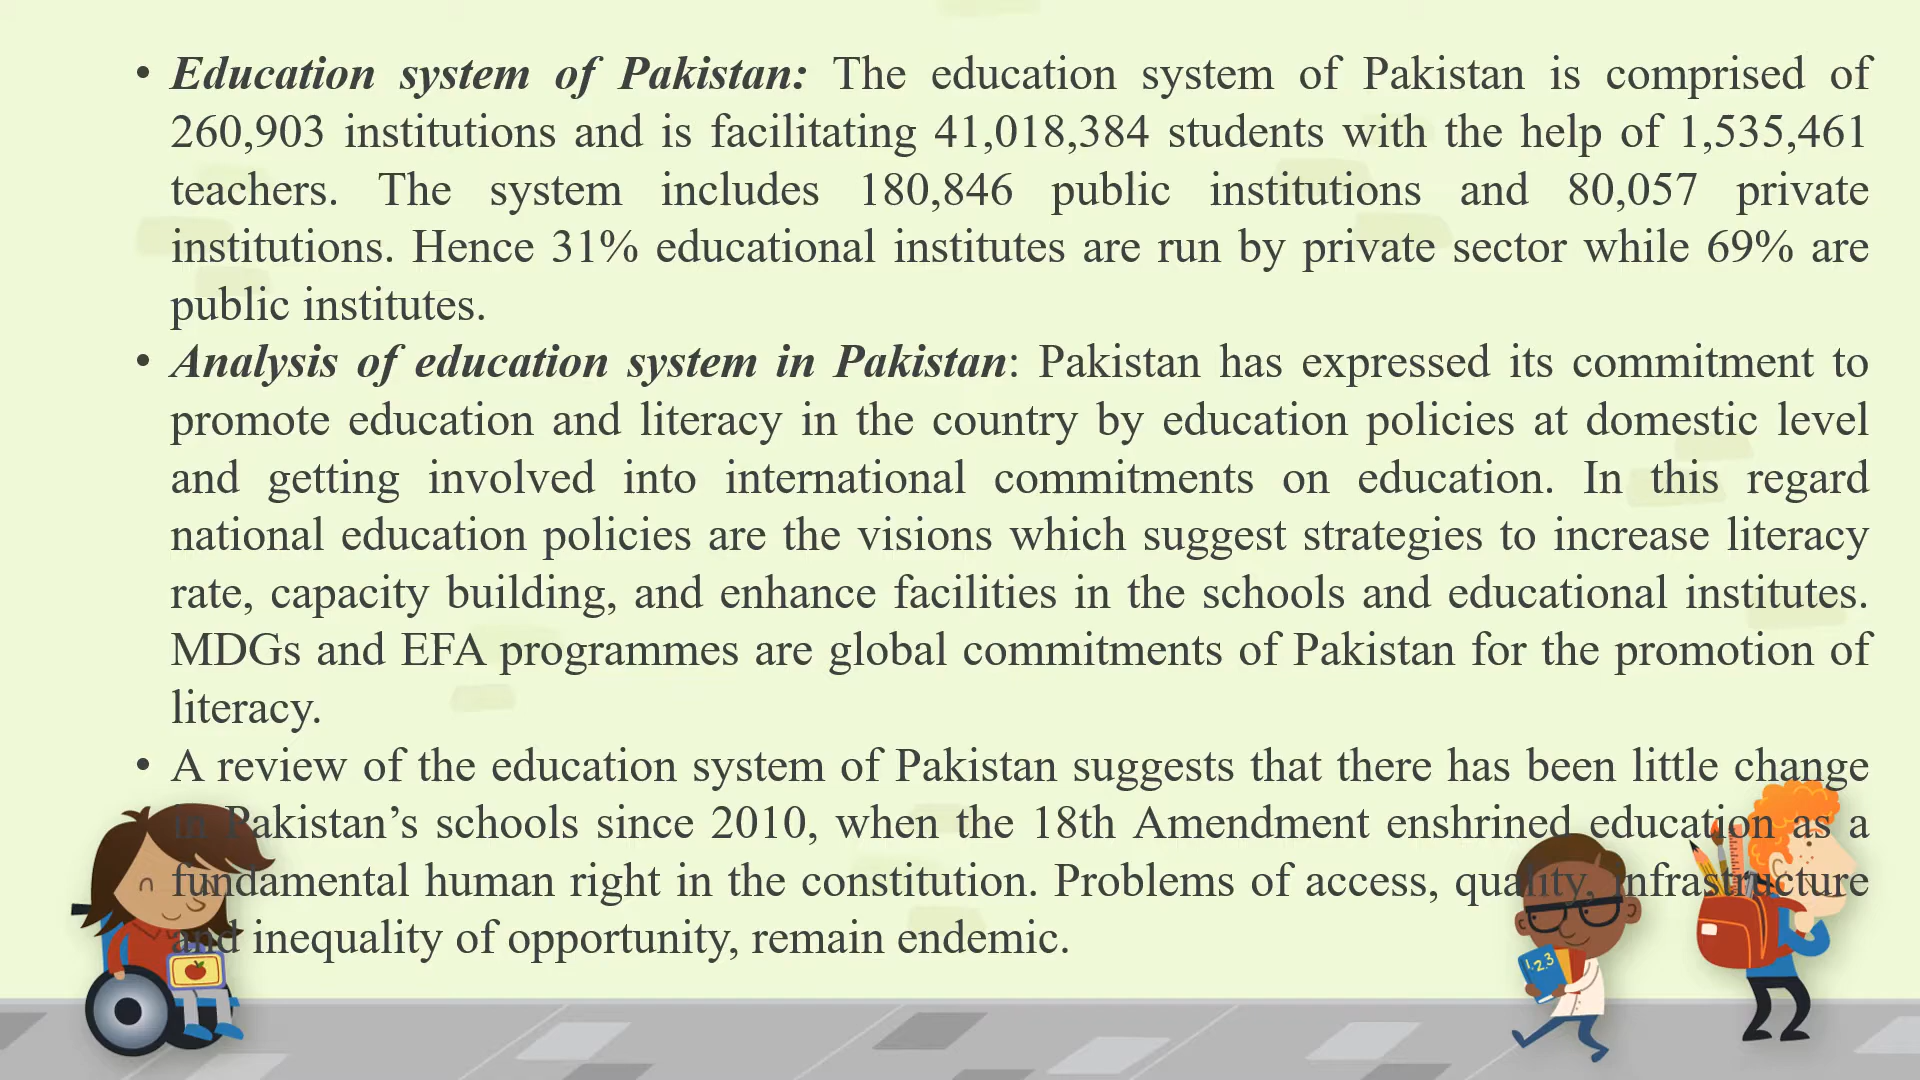 • Education system of Pakistan: The education system of Pakistan is comprised of
260,903 institutions and is facilitating 41,018,384 students with the help of 1,535,461
teachers. The system includes 180,846 public institutions and 80,057 private
institutions. Hence 31% educational institutes are run by private sector while 69% are
public institutes.
• Analysis of education system in Pakistan: Pakistan has expressed its commitment to
promote education and literacy in the country by education policies at domestic level
and getting involved into international commitments on education. In this regard
national education policies are the visions which suggest strategies to increase literacy
rate, capacity building, and enhance facilities in the schools and educational institutes.
MDGs and EFA programmes are global commitments of Pakistan for the promotion of
literacy.
• A review of the education system of Pakistan suggests that there has been little change
in Pakistan’s schools since 2010, when the 18th Amendment enshrined education as a
fundamental human right in the constitution. Problems of access, quality, infrastructure
and inequality of opportunity, remain endemic.
1.2.3